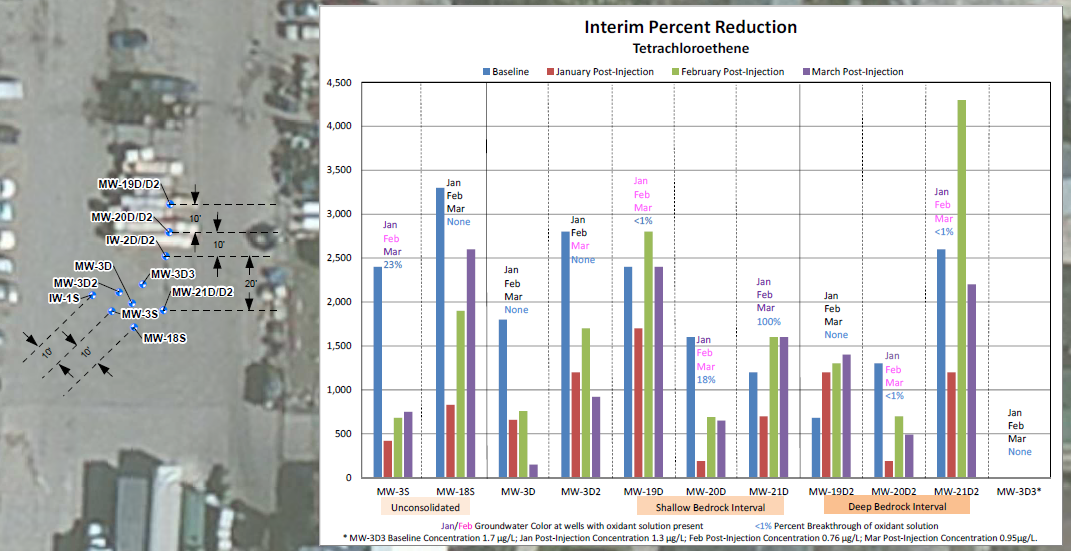 MW-19D/D2
MW-20D/D2
10'
IW-2D/D2
10'
MW-3D
MW-3D3
MW-3D2
20'
IW-1S
MW-21D/D2
MW-3S
MW-18S
10'
10'
Interim Percent Reduction
Tetrachloroethene
Baseline January Post-Injection February Post-Injection March Post-Injection
4,500
4,000
3,500
3,000
2,500
2,000
1,500
1,000
500
0
Jan
Feb
Mar
23%
Jan
Feb
Mar
None
Jan
Feb
Mar
None
Jan
Feb
Mar
None
Jan
Feb
Mar
<1%
Jan
Feb
Mar
18%
Jan
Feb
Mar
100%
Jan
Feb
Mar
None
Jan
Feb
Mar
<1%
Jan
Feb
Mar
<1%
Jan
Feb
Mar
None
MW-3S MW-18S MW-3D MW-3D2 MW-19D MW-20D MW-21D MW-19D2 MW-20D2 MW-21D2 MW-3D3*
Unconsolidated Shallow Bedrock Interval Deep Bedrock Interval
Jan/Feb Groundwater Color at wells with oxidant solution present <1% Percent Breakthrough of oxidant solution
* MW-3D3 Baseline Concentration 1.7 µg/L; Jan Post-Injection Concentration 1.3 µg/L; Feb Post-Injection Concentration 0.76 µg/L; Mar Post-Injection Concentration 0.95µg/L.